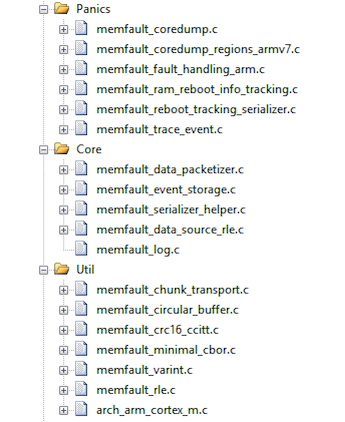 Panics
memfault_coredump.c
memfault_coredump_regions_armv7.c
memfault_fault_handling_arm.c
memfault_ram_reboot_info_tracking.c
memfault_reboot_tracking_serializer.c
memfault_trace_event.c
Core
memfault_data_packetizer.c
memfault_event_storage.c
memfault_serializer_helper.c
memfault_data_source_rle.c
memfault_log.c
Util
memfault_chunk_transport.c
memfault_circular_buffer.c
memfault_crc16_ccitt.c
memfault_minimal_cbor.c
memfault_varint.c
memfault_rle.c
arch_arm_cortex_m.c